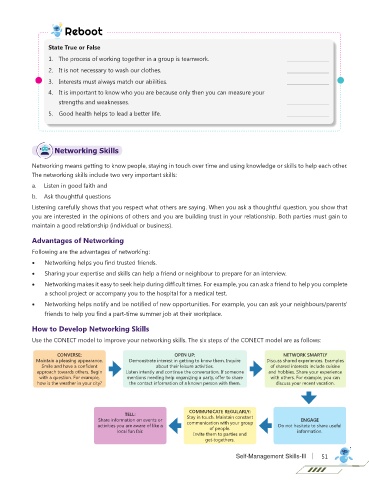 Reboot
State True or False
1. The process of working together in a group is teamwork.
2. It is not necessary to wash our clothes.
3. Interests must always match our abilities.
4. It is important to know who you are because only then you can measure your
strengths and weaknesses.
5. Good health helps to lead a better life.
Networking Skills
Networking means getting to know people, staying in touch over time and using knowledge or skills to help each other.
The networking skills include two very important skills:
a. Listen in good faith and
b. Ask thoughtful questions
Listening carefully shows that you respect what others are saying. When you ask a thoughtful question, you show that
you are interested in the opinions of others and you are building trust in your relationship. Both parties must gain to
maintain a good relationship (individual or business).
Advantages of Networking
Following are the advantages of networking:
• Networking helps you find trusted friends.
• Sharing your expertise and skills can help a friend or neighbour to prepare for an interview.
• Networking makes it easy to seek help during difficult times. For example, you can ask a friend to help you complete
a school project or accompany you to the hospital for a medical test.
• Networking helps notify and be notified of new opportunities. For example, you can ask your neighbours/parents'
friends to help you find a part-time summer job at their workplace.
How to Develop Networking Skills
Use the CONECT model to improve your networking skills. The six steps of the CONECT model are as follows:
CONVERSE:
Maintain a pleasing appearance.
Smile and have a confident
approach towards others. Begin
with a question. For example:
how is the weather in your city?
OPEN UP:
Demonstrate interest in getting to know them. Inquire
about their leisure activities.
Listen intently and continue the conversation. If someone
mentions needing help organizing a party, offer to share
the contact information of a known person with them.
NETWORK SMARTLY
Discuss shared experiences. Examples
of shared interests include cuisine
and hobbies. Share your experience
with others. For example, you can
discuss your recent vacation.
TELL:
Share information on events or
activities you are aware of like a
local fun fair.
COMMUNICATE REGULARLY:
Stay in touch. Maintain constant
communication with your group
of people.
Invite them to parties and
get-togethers.
ENGAGE
Do not hesitate to share useful
information.
Self-Management Skills-III 51